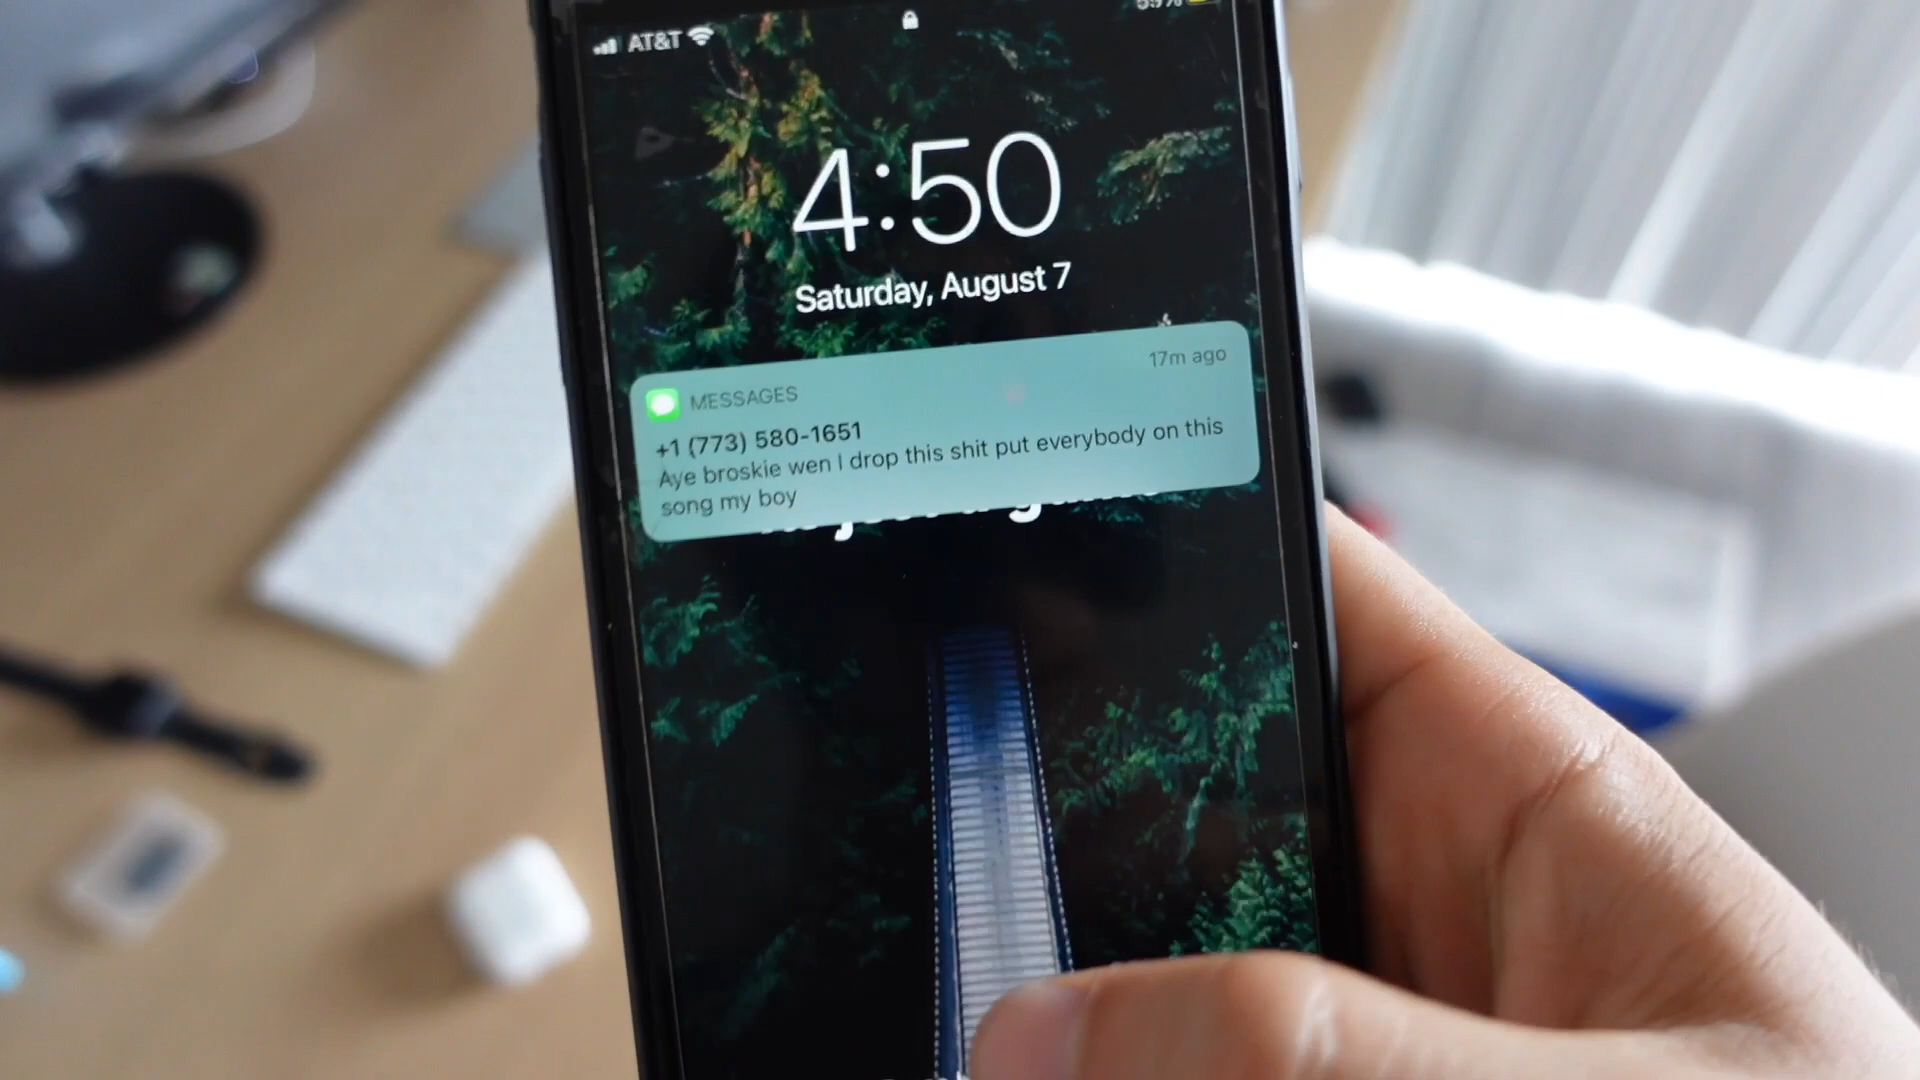 AT&T
59%
4:50
Saturday, August 7
MESSAGES
17m ago
+1 (773) 580-1651
Aye broskie wen I drop this shit put everybody on this
song my boy